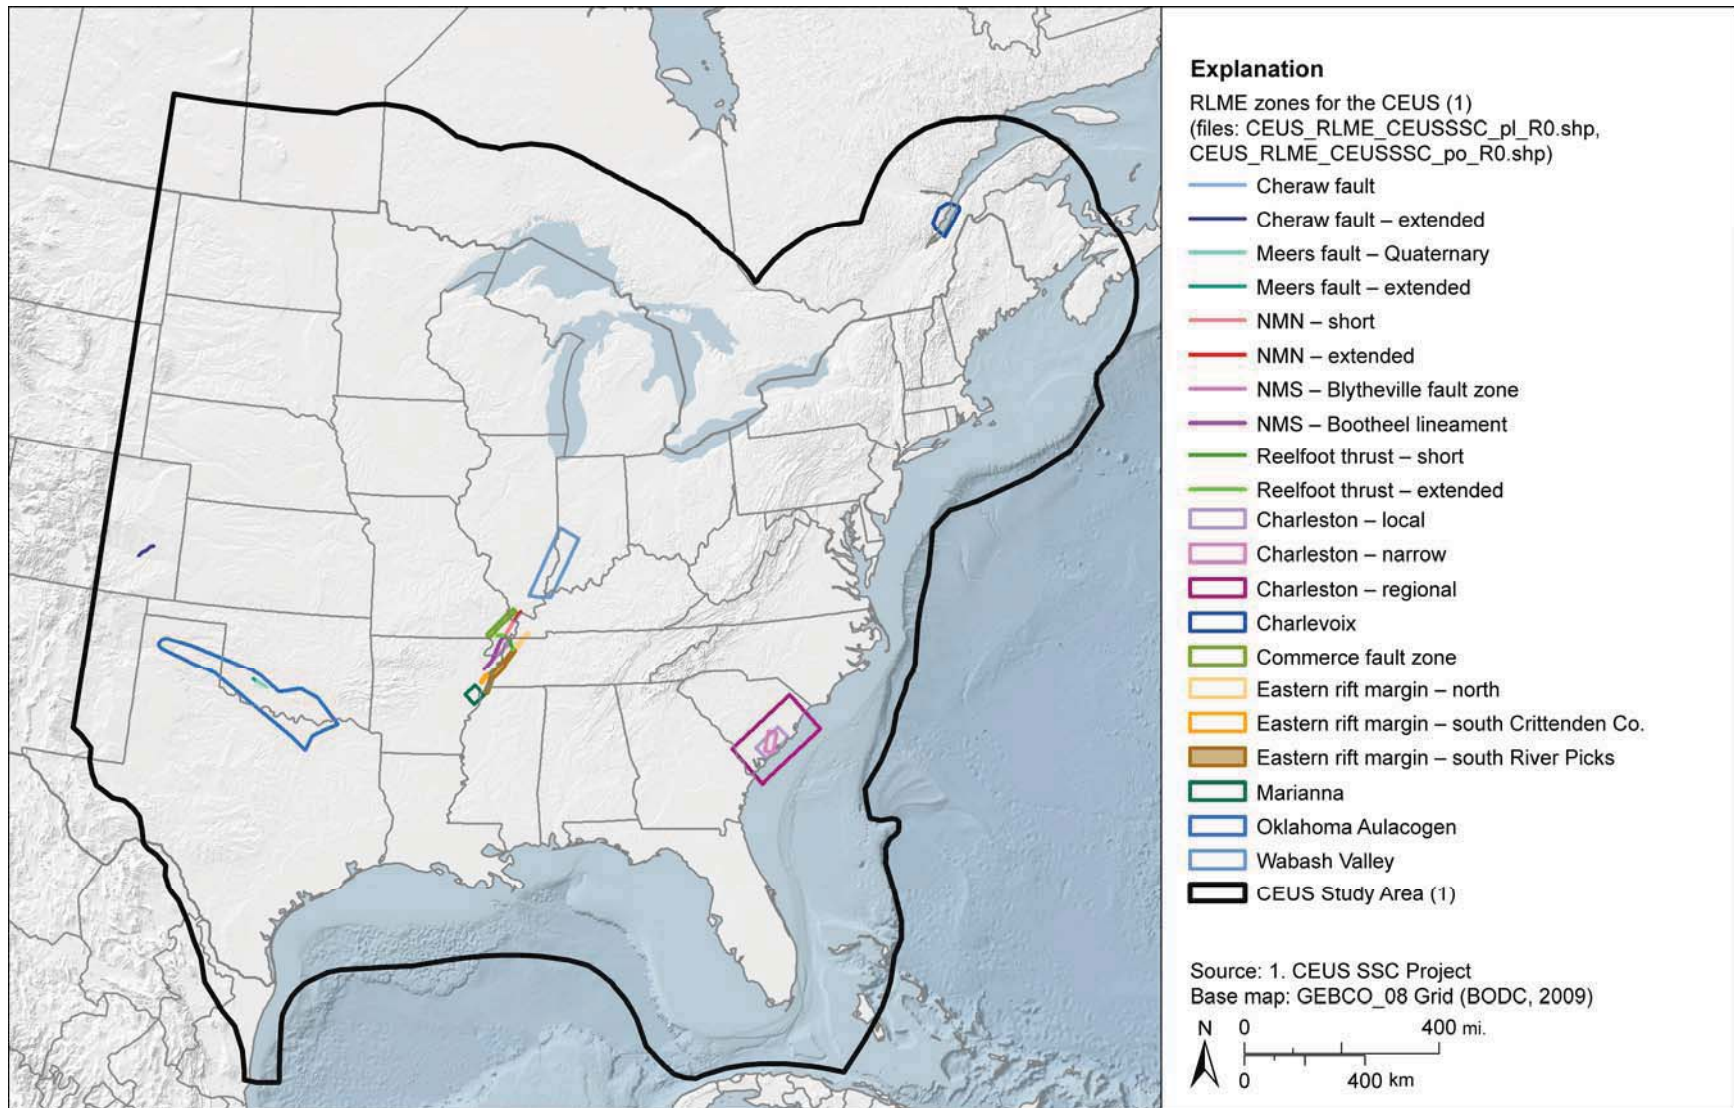 Explanation
RLME zones for the CEUS (1)
(files: CEUS_RLME_CEUSSSC_pl_R0.shp,
CEUS_RLME_CEUSSSC_po_R0.shp)
Cheraw fault
Cheraw fault – extended
Meers fault – Quaternary
Meers fault – extended
NMN – short
NMN – extended
NMS – Blytheville fault zone
NMS – Bootheel lineament
Reelfoot thrust – short
Reelfoot thrust – extended
Charleston – local
Charleston – narrow
Charleston – regional
Charlevoix
Commerce fault zone
Eastern rift margin – north
Eastern rift margin – south Crittenden Co.
Eastern rift margin – south River Picks
Marianna
Oklahoma Aulacogen
Wabash Valley
CEUS Study Area (1)
Source: 1. CEUS SSC Project
Base map: GEBCO_08 Grid (BODC, 2009)
N 0 400 mi.
0 400 km